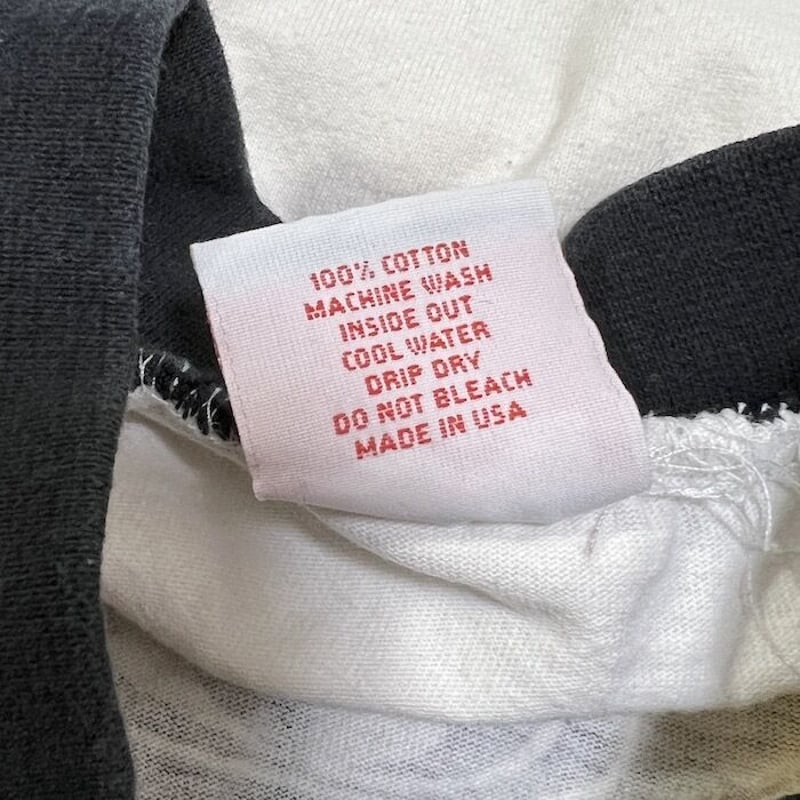 100% COTTON
MACHINE WASH
INSIDE OUT
COOL WATER
DRIP DRY
DO NOT BLEACH
MADE IN USA